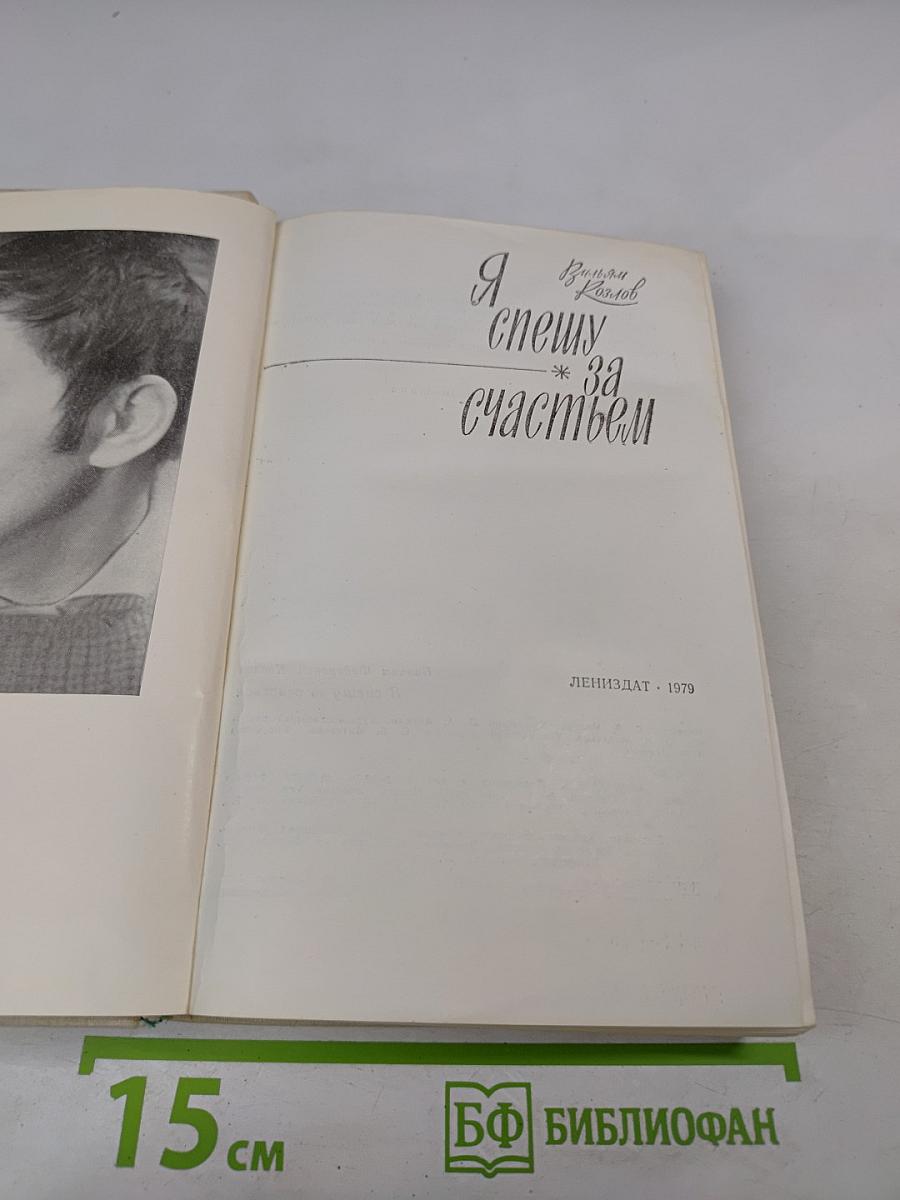 Вильям
Козлов
Я
спешу
* за
счастьем
ЛЕНИЗДАТ · 1979
15 см
БФ БИБЛИОФАН